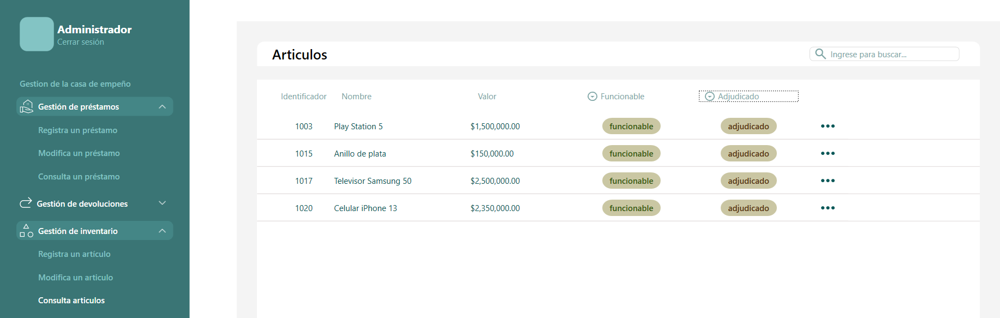 Administrador
Cerrar sesión
Gestion de la casa de empeño
Gestión de préstamos
Registra un préstamo
Modifica un préstamo
Consulta un préstamo
Gestión de devoluciones
Gestión de inventario
Registra un artículo
Modifica un articulo
Consulta articulos
Articulos
Ingrese para buscar...
Identificador Nombre Valor Funcionable Adjudicado
1003 Play Station 5 $1,500,000.00 funcionable adjudicado
1015 Anillo de plata $150,000.00 funcionable adjudicado
1017 Televisor Samsung 50 $2,500,000.00 funcionable adjudicado
1020 Celular iPhone 13 $2,350,000.00 funcionable adjudicado